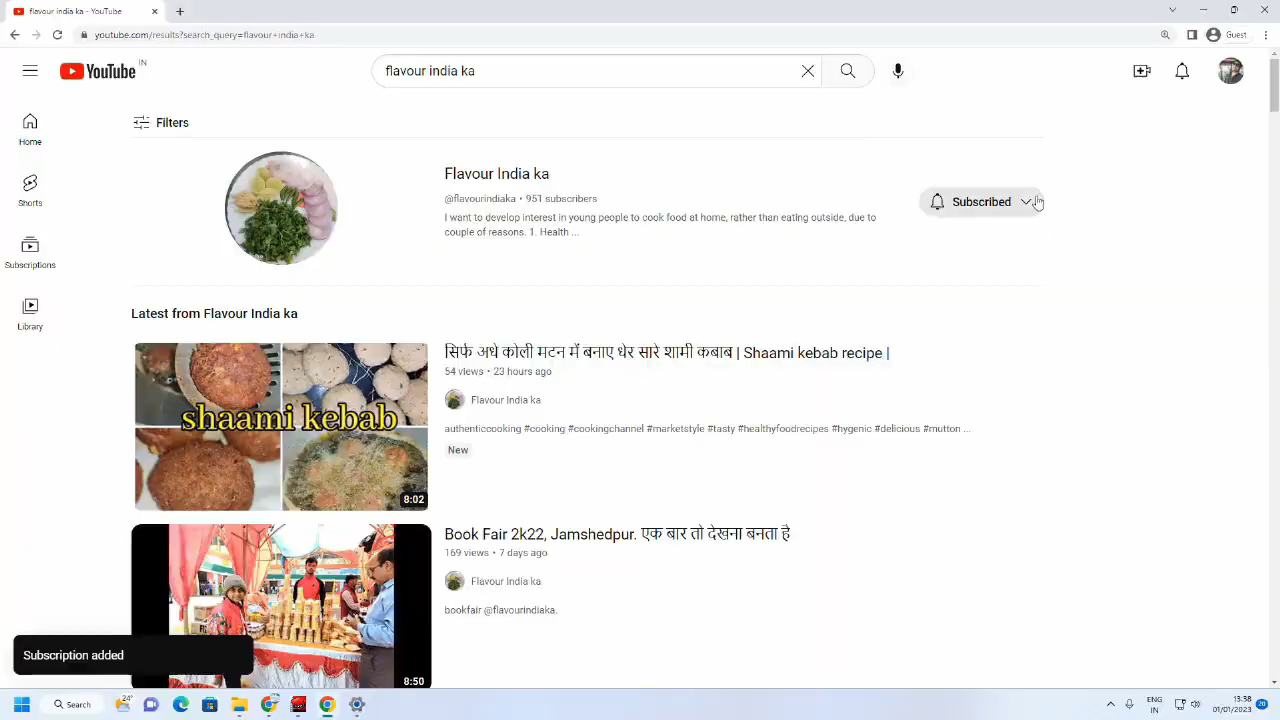 flavour india ka - YouTube
youtube.com/results?search_query=flavour+india+ka
Guest
YouTube IN
flavour india ka
Home
Shorts
Subscriptions
Library
Filters
Flavour India ka
@flavourindiaka • 951 subscribers
I want to develop interest in young people to cook food at home, rather than eating outside, due to
couple of reasons. 1. Health ...
Subscribed
Latest from Flavour India ka
shaami kebab
8:02
सिर्फ अधे कोली मटन में बनाए धेर सारे शामी कबाब | Shaami kebab recipe |
54 views • 23 hours ago
Flavour India ka
authenticcooking #cooking #cookingchannel #marketstyle #tasty #healthyfoodrecipes #hygenic #delicious #mutton ...
New
8:50
Book Fair 2k22, Jamshedpur. एक बार तो देखना बनता है
169 views • 7 days ago
Flavour India ka
bookfair @flavourindiaka.
Subscription added
Search
24°
ENG
IN
13:38
01/01/2023
20